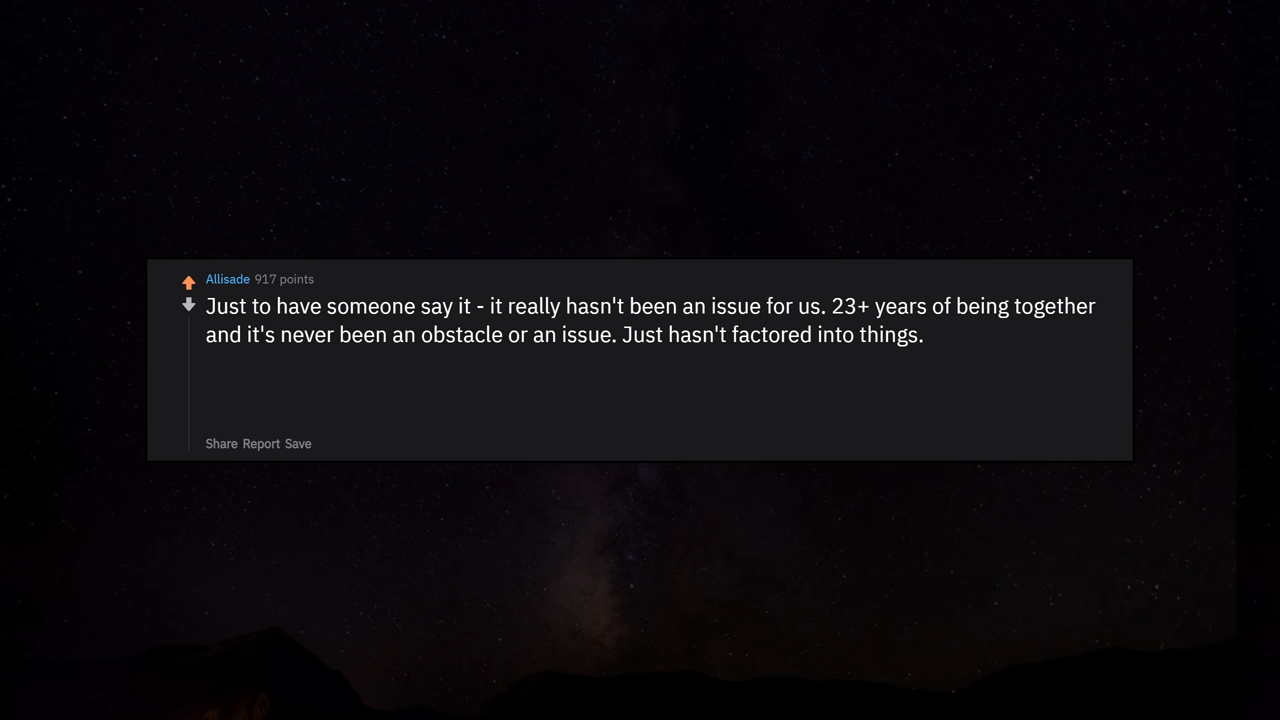 Allisade 917 points
Just to have someone say it - it really hasn't been an issue for us. 23+ years of being together
and it's never been an obstacle or an issue. Just hasn't factored into things.
Share Report Save